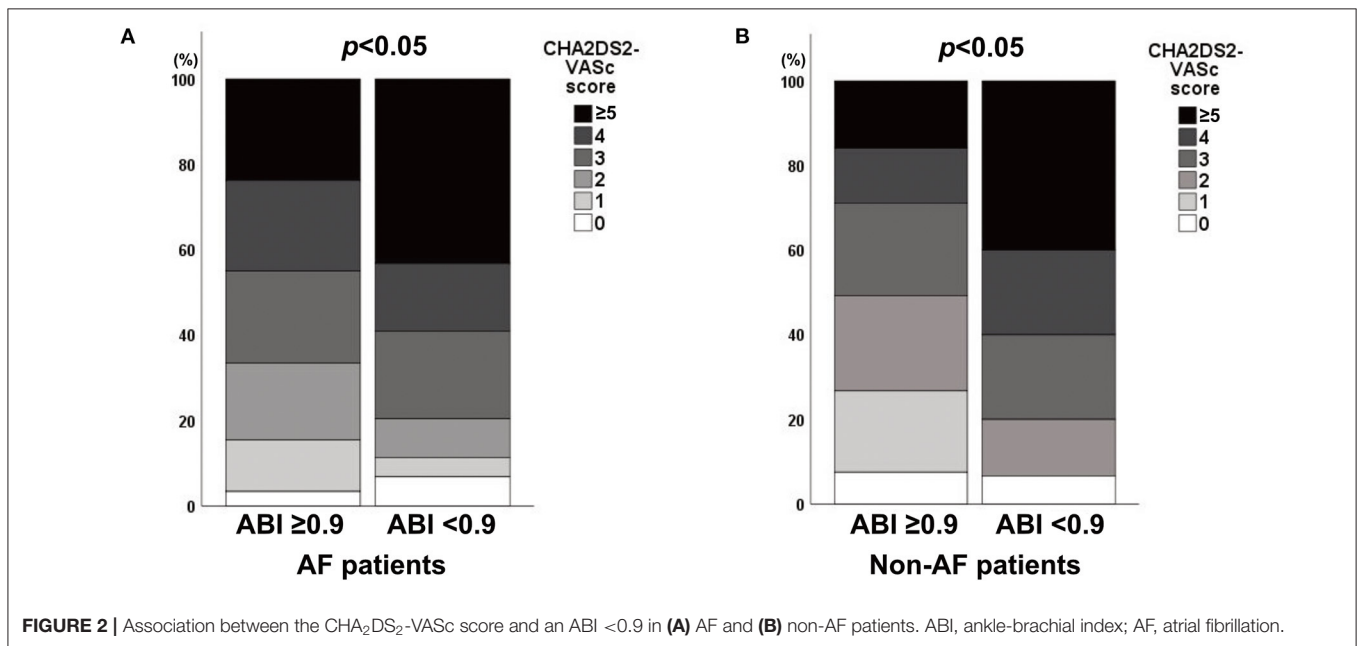 A
p<0.05
(%)
100
80
60
40
20
0
CHA2DS2-
VASc
score
≥5
4
3
2
1
0
ABI ≥0.9
ABI <0.9
AF patients
B
p<0.05
(%)
100
80
60
40
20
0
CHA2DS2-
VASc
score
≥5
4
3
2
1
0
ABI ≥0.9
ABI <0.9
Non-AF patients
FIGURE 2 | Association between the CHA₂DS₂-VASc score and an ABI <0.9 in (A) AF and (B) non-AF patients. ABI, ankle-brachial index; AF, atrial fibrillation.